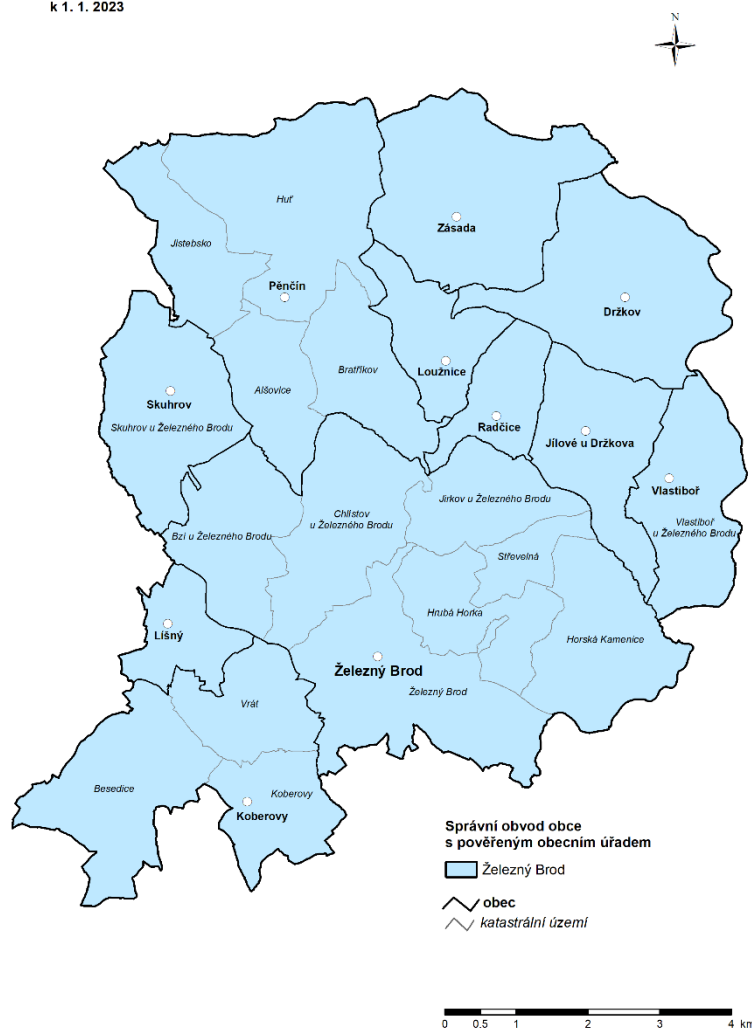 k 1. 1. 2023
N
Huť
Zásada
Jistebsko
Pěnčín
Držkov
Loužnice
Bratříkov
Alšovice
Skuhrov
Radčice
Skuhrov u Železného Brodu
Jílové u Držkova
Vlastiboř
Jirkov u Železného Brodu
Chlístov
u Železného Brodu
Vlastiboř
u Železného Brodu
Bzí u Železného Brodu
Střevelná
Hrubá Horka
Líšný
Horská Kamenice
Železný Brod
Železný Brod
Vrát
Besedice
Koberovy
Koberovy
Správní obvod obce
s pověřeným obecním úřadem
Železný Brod
obec
katastrální území
0 0.5 1 2 3 4 km